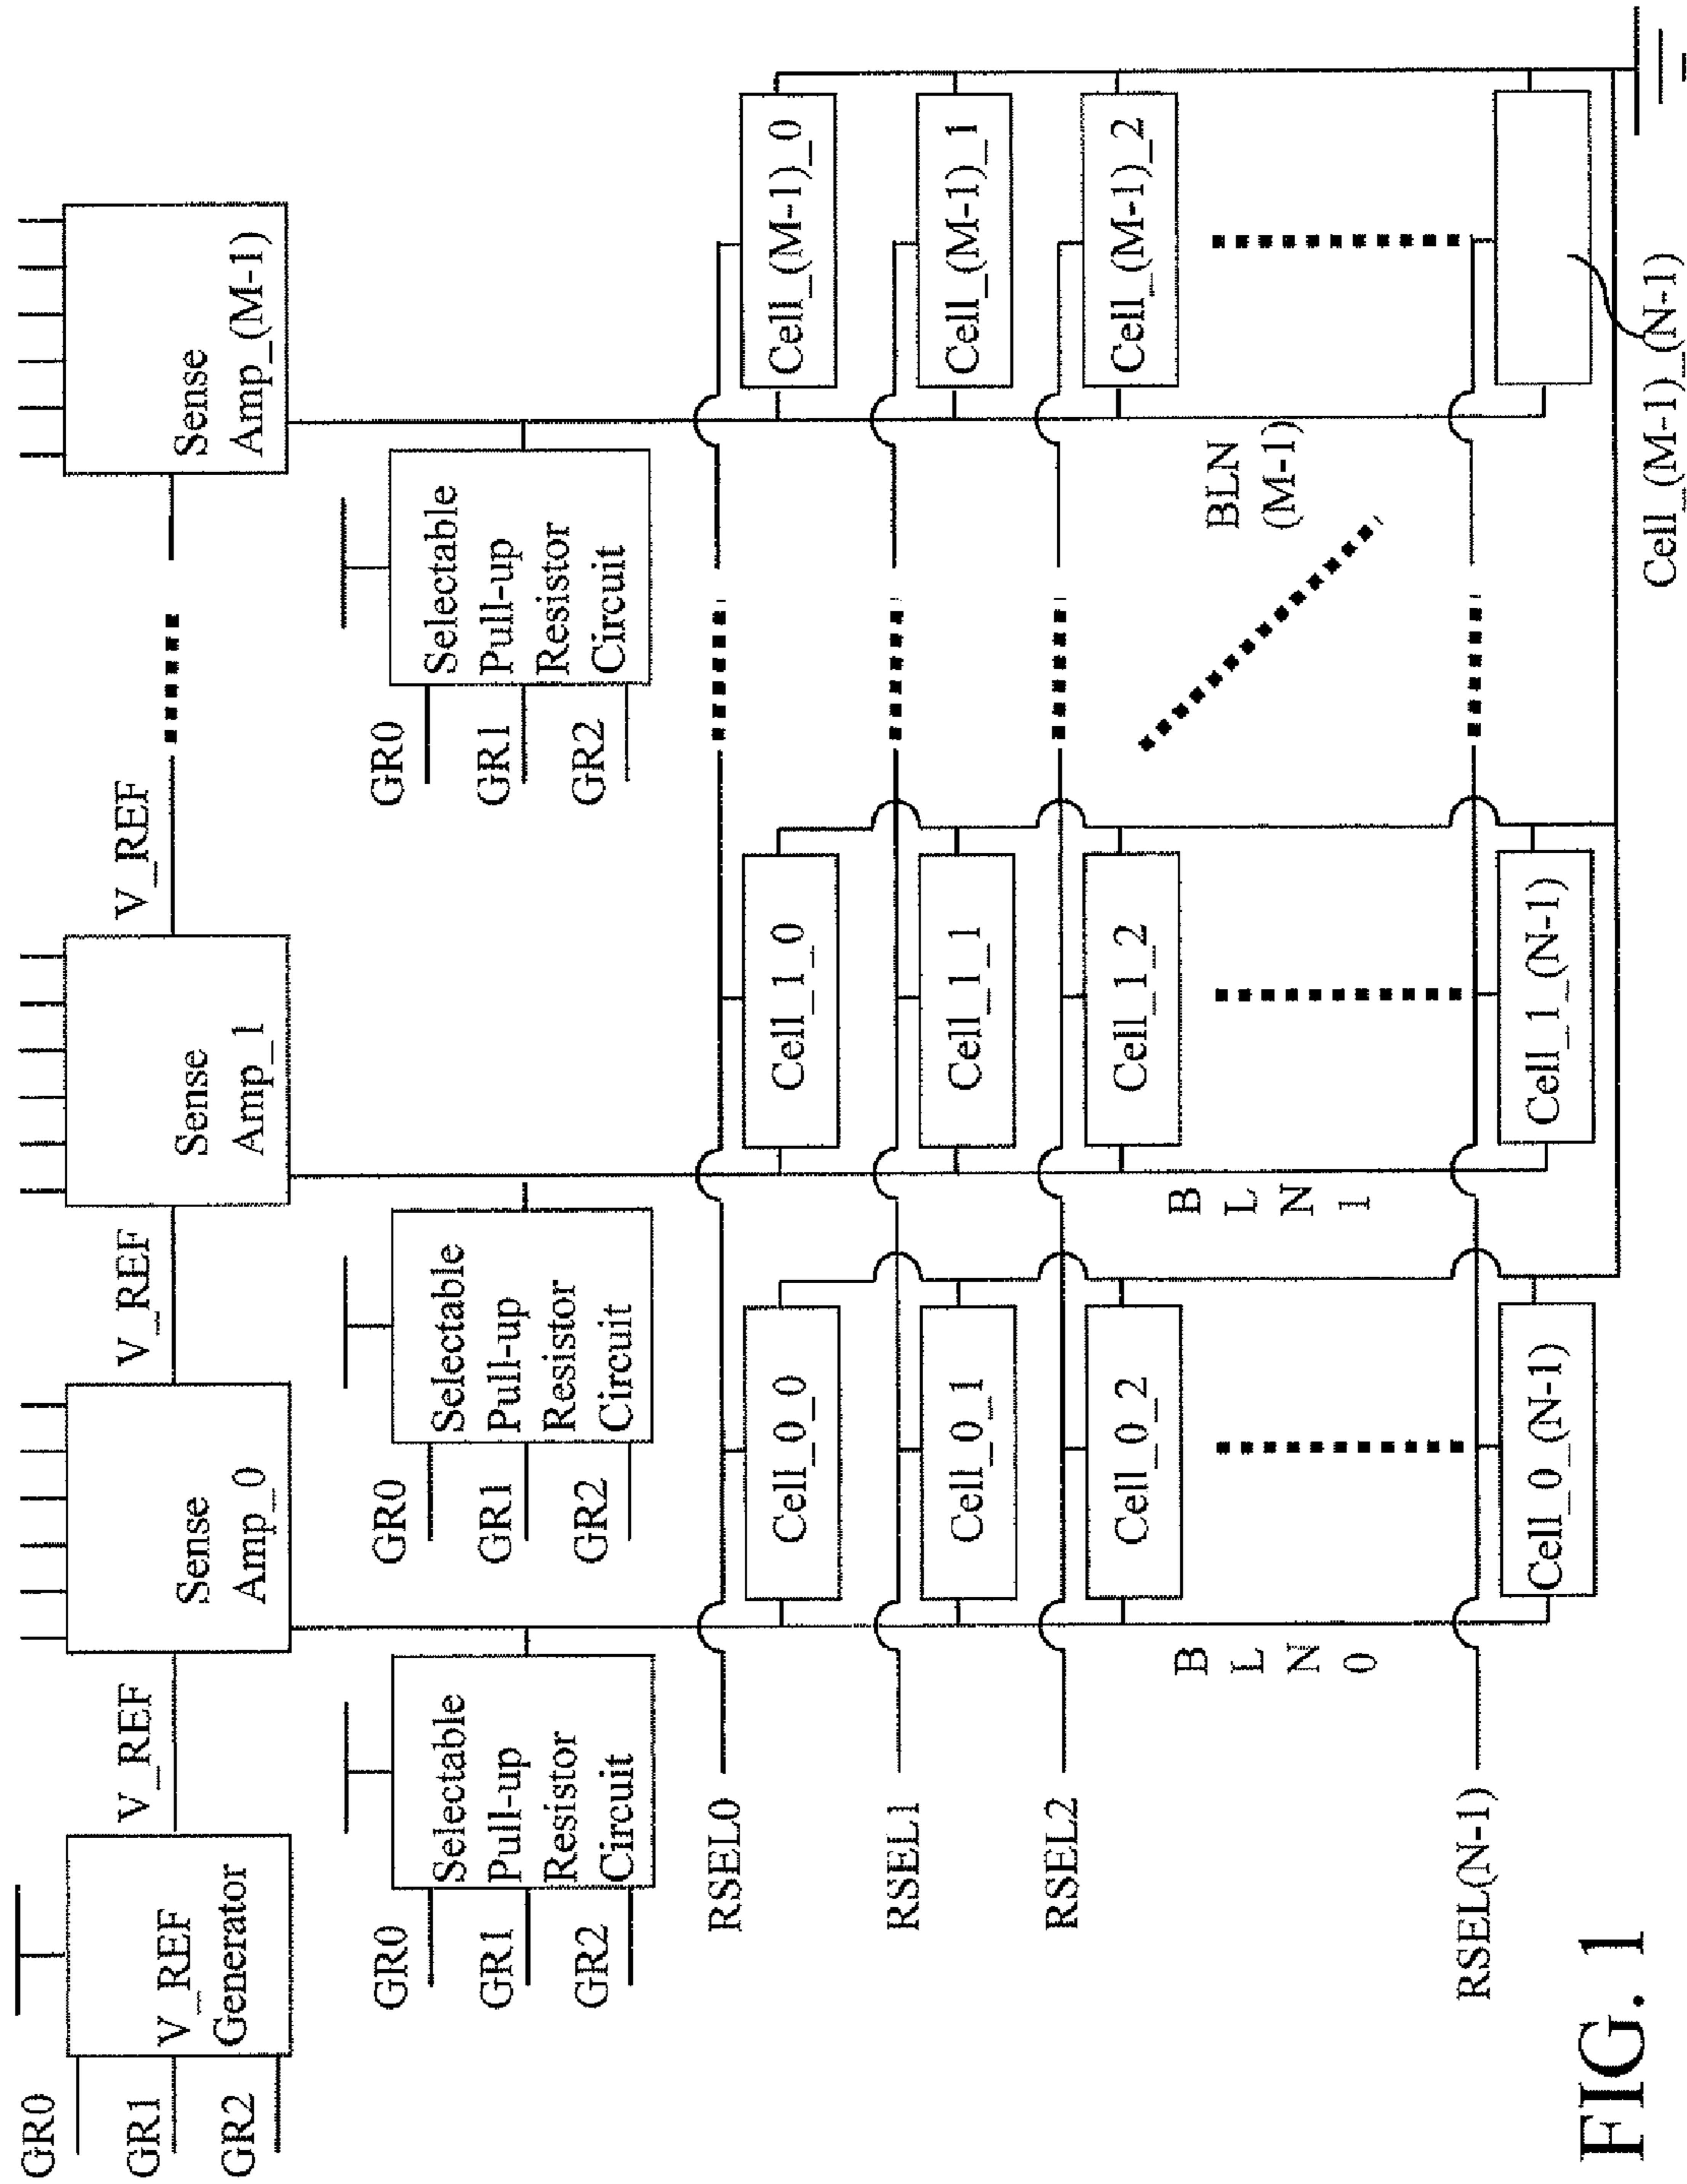 GR0
GR1
GR2
V_REF
Generator
V_REF
Sense
Amp_0
V_REF
Sense
Amp_1
V_REF
Sense
Amp_(M-1)
GR0
GR1
GR2
Selectable
Pull-up
Resistor
Circuit
GR0
GR1
GR2
Selectable
Pull-up
Resistor
Circuit
GR0
GR1
GR2
Selectable
Pull-up
Resistor
Circuit
RSEL0
Cell_0_0
Cell_1_0
Cell_(M-1)_0
RSEL1
Cell_0_1
Cell_1_1
Cell_(M-1)_1
RSEL2
Cell_0_2
Cell_1_2
Cell_(M-1)_2
B
L
N
0
B
L
N
1
BLN
(M-1)
RSEL(N-1)
Cell_0_(N-1)
Cell_1_(N-1)
Cell_(M-1)_(N-1)
FIG. 1